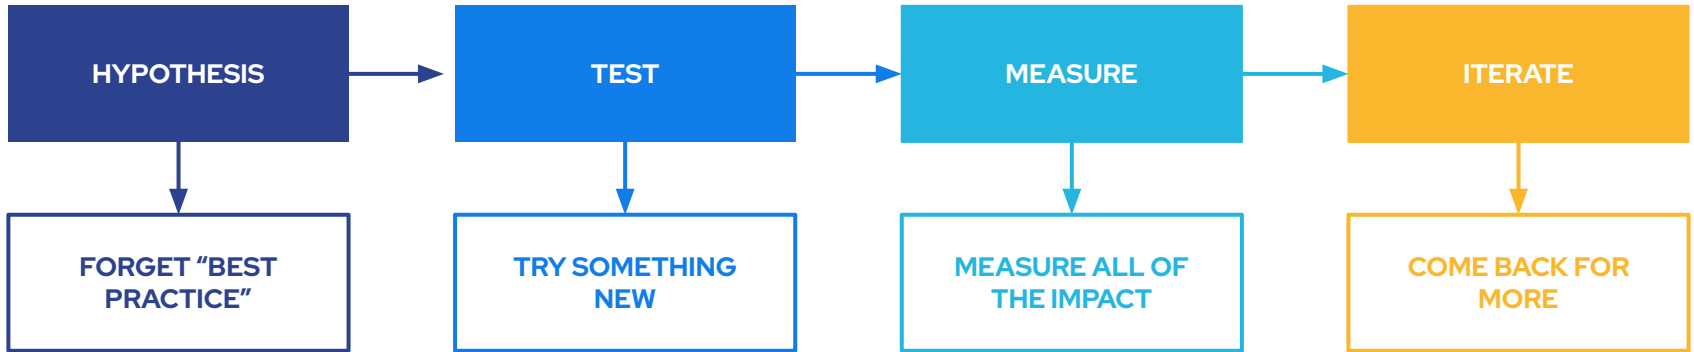 HYPOTHESIS
TEST
MEASURE
ITERATE
FORGET “BEST
PRACTICE”
TRY SOMETHING
NEW
MEASURE ALL OF
THE IMPACT
COME BACK FOR
MORE